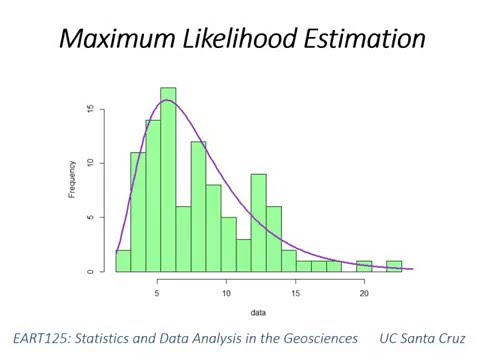 Maximum Likelihood Estimation
15
10
5
0
Frequency
5 10 15 20
data
EART125: Statistics and Data Analysis in the Geosciences UC Santa Cruz